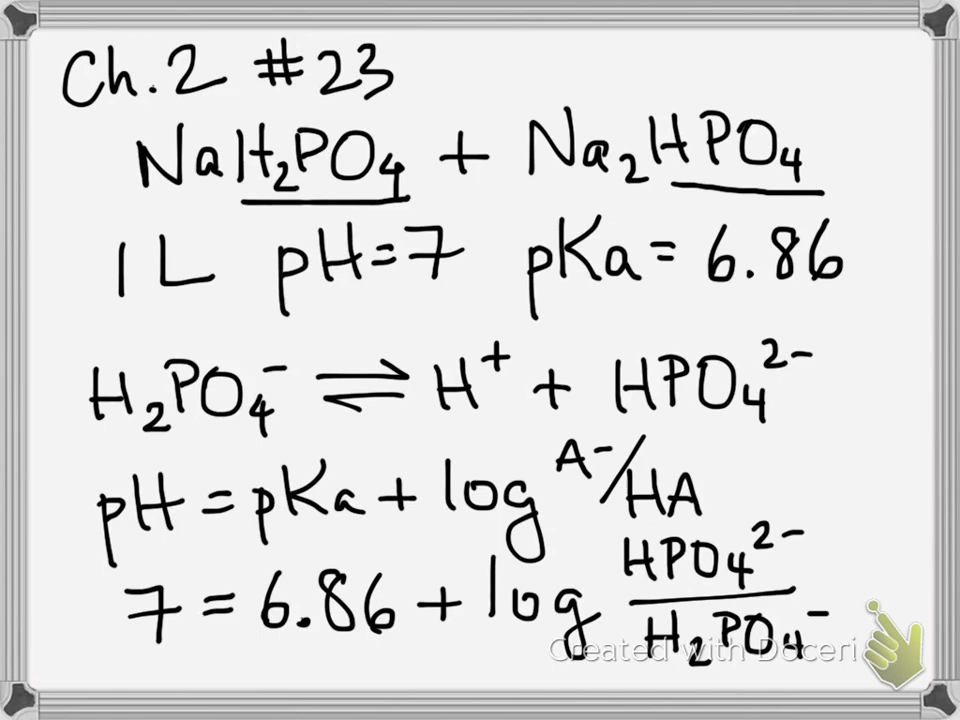 Ch. 2 #23
NaH₂PO₄ + Na₂HPO₄
1L pH=7 pKa = 6.86
H₂PO₄⁻ ⇌ H⁺ + HPO₄²⁻
pH = pKa + log A⁻/HA
7 = 6.86 + log HPO₄²⁻/H₂PO₄⁻
Created with Doceri